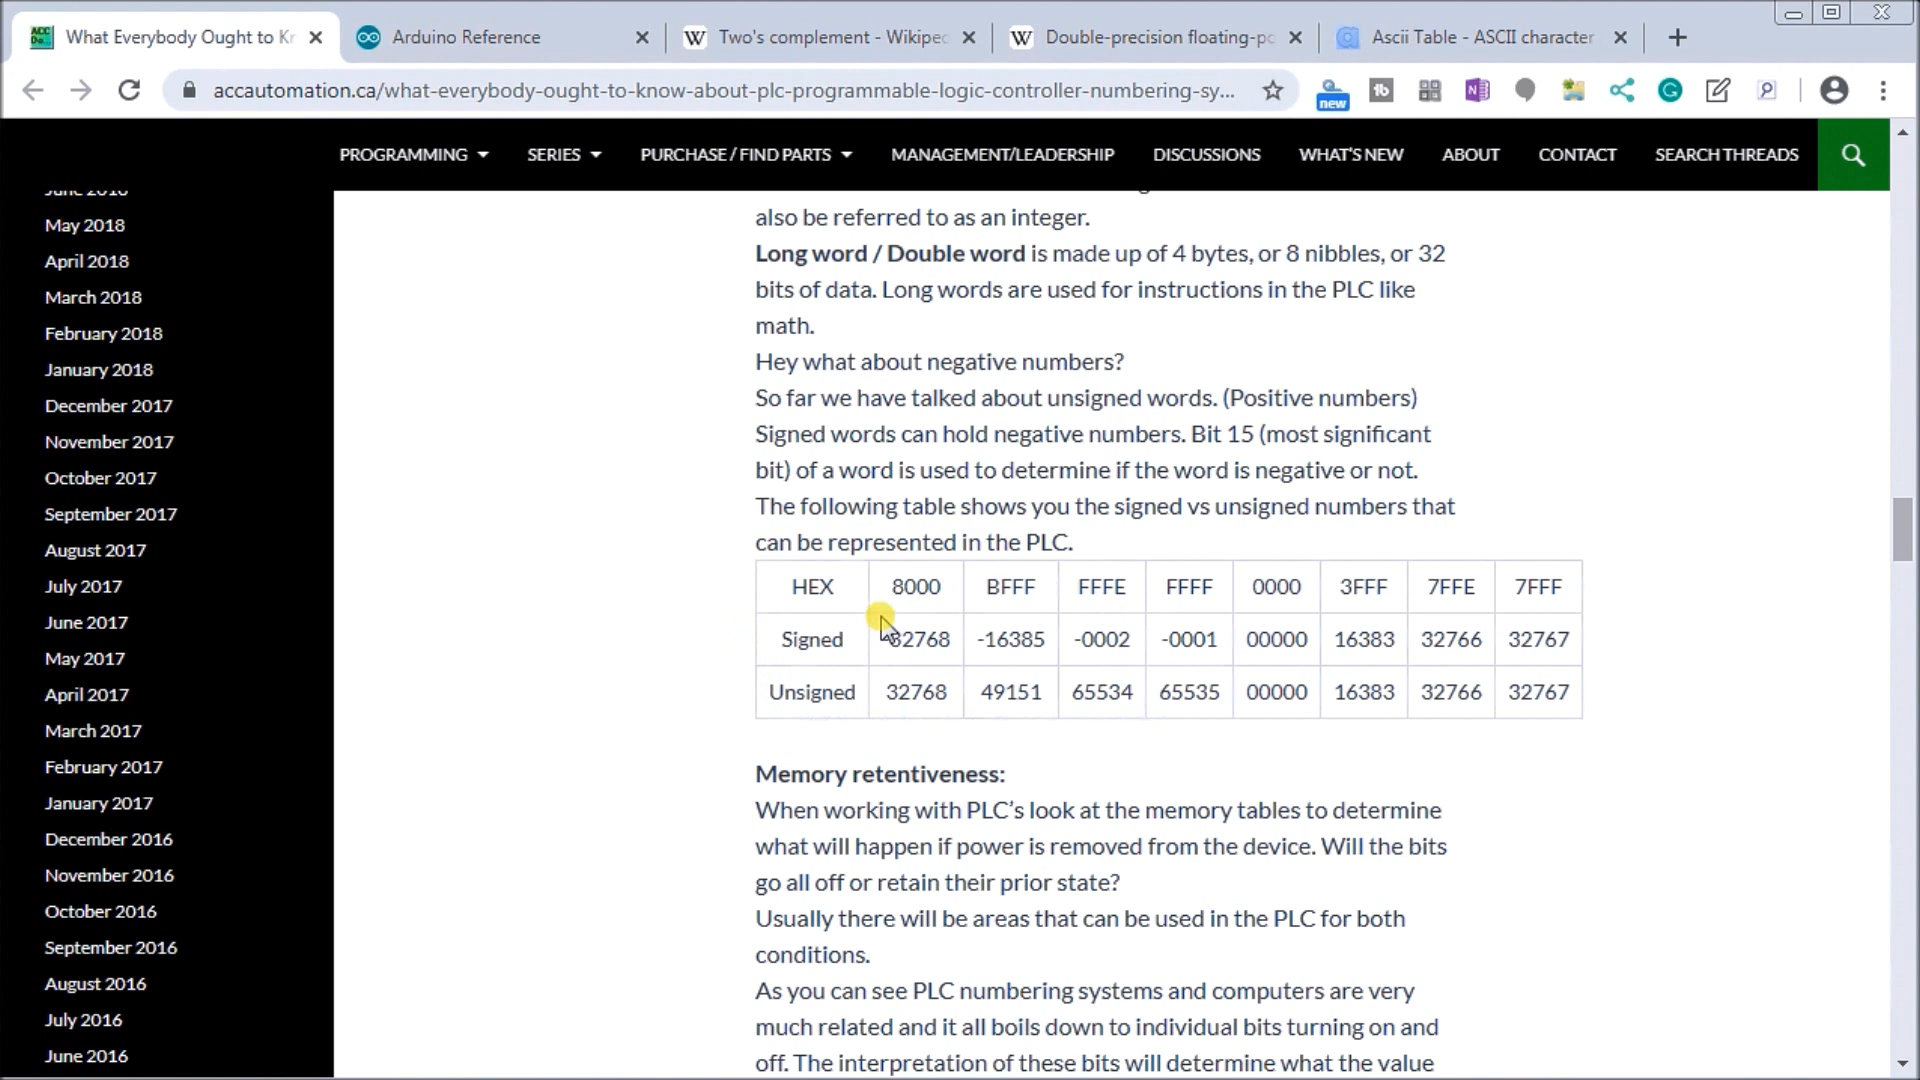 What Everybody Ought to Kr
Arduino Reference
Two's complement - Wikipec
Double-precision floating-po
Ascii Table - ASCII character
accautomation.ca/what-everybody-ought-to-know-about-plc-programmable-logic-controller-numbering-sy...
new
PROGRAMMING
SERIES
PURCHASE / FIND PARTS
MANAGEMENT/LEADERSHIP
DISCUSSIONS
WHAT'S NEW
ABOUT
CONTACT
SEARCH THREADS
June 2018
May 2018
April 2018
March 2018
February 2018
January 2018
December 2017
November 2017
October 2017
September 2017
August 2017
July 2017
June 2017
May 2017
April 2017
March 2017
February 2017
January 2017
December 2016
November 2016
October 2016
September 2016
August 2016
July 2016
June 2016
also be referred to as an integer.
Long word / Double word is made up of 4 bytes, or 8 nibbles, or 32
bits of data. Long words are used for instructions in the PLC like
math.
Hey what about negative numbers?
So far we have talked about unsigned words. (Positive numbers)
Signed words can hold negative numbers. Bit 15 (most significant
bit) of a word is used to determine if the word is negative or not.
The following table shows you the signed vs unsigned numbers that
can be represented in the PLC.
HEX 8000 BFFF FFFE FFFF 0000 3FFF 7FFE 7FFF
Signed 32768 -16385 -0002 -0001 00000 16383 32766 32767
Unsigned 32768 49151 65534 65535 00000 16383 32766 32767
Memory retentiveness:
When working with PLC’s look at the memory tables to determine
what will happen if power is removed from the device. Will the bits
go all off or retain their prior state?
Usually there will be areas that can be used in the PLC for both
conditions.
As you can see PLC numbering systems and computers are very
much related and it all boils down to individual bits turning on and
off. The interpretation of these bits will determine what the value